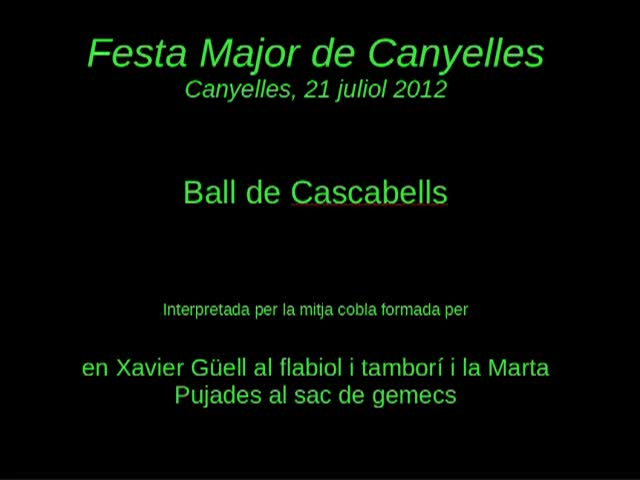 Festa Major de Canyelles
Canyelles, 21 juliol 2012
Ball de Cascabells
Interpretada per la mitja cobla formada per
en Xavier Güell al flabiol i tamborí i la Marta
Pujades al sac de gemecs